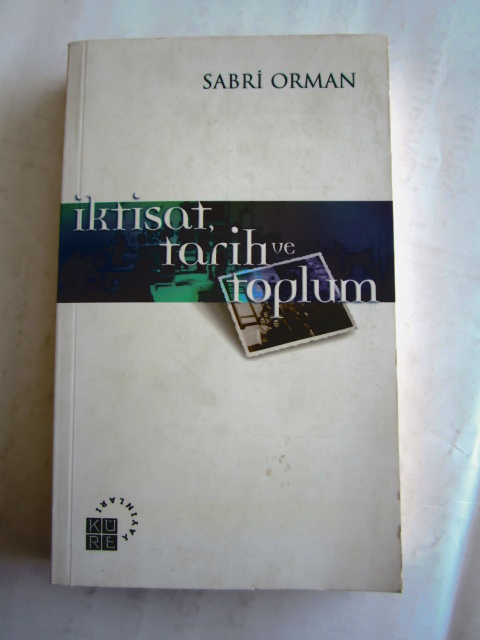 SABRİ ORMAN
iktisat,
tarih ve
toplum
KÜRE
YAYINLARI